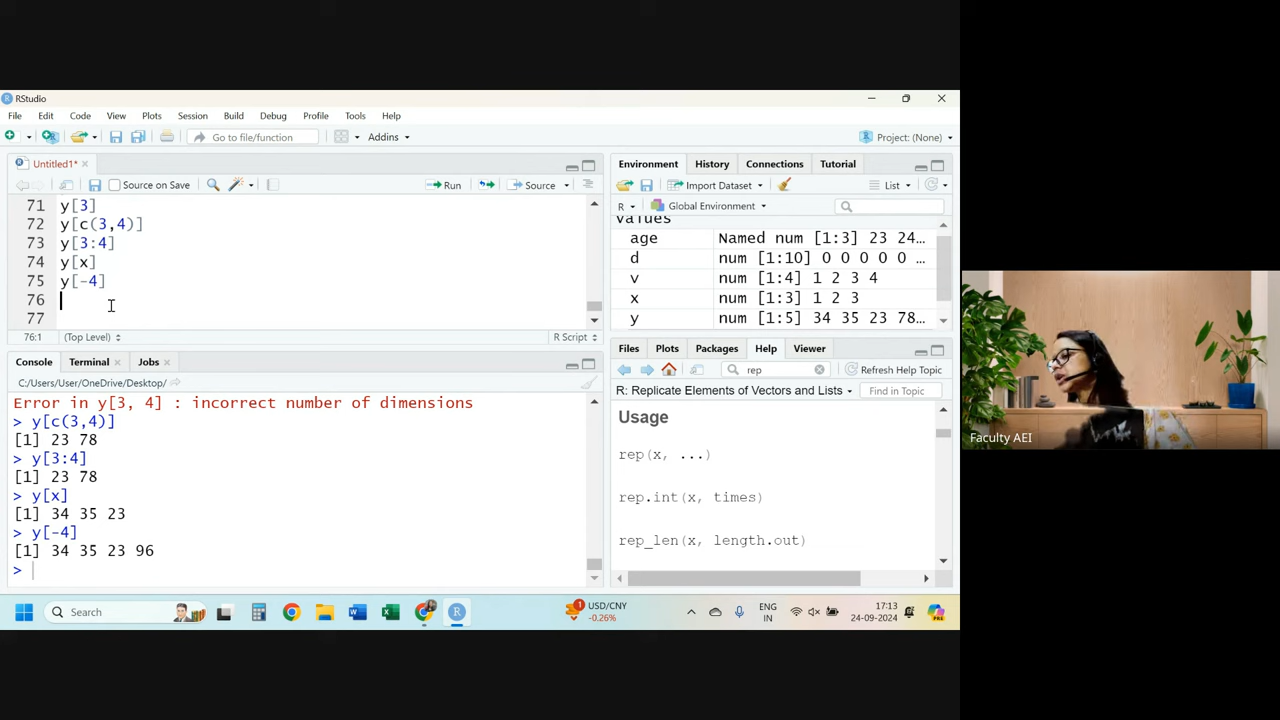 RStudio
File Edit Code View Plots Session Build Debug Profile Tools Help
Go to file/function
Addins
Project: (None)
Untitled1*
Source on Save
Run
Source
71 y[3]
72 y[c(3,4)]
73 y[3:4]
74 y[x]
75 y[-4]
76
77
76:1 (Top Level) R Script
Console Terminal Jobs
C:/Users/User/OneDrive/Desktop/
Error in y[3, 4] : incorrect number of dimensions
> y[c(3,4)]
[1] 23 78
> y[3:4]
[1] 23 78
> y[x]
[1] 34 35 23
> y[-4]
[1] 34 35 23 96
>
Environment History Connections Tutorial
Import Dataset List
R Global Environment
Values
age Named num [1:3] 23 24…
d num [1:10] 0 0 0 0 0 …
v num [1:4] 1 2 3 4
x num [1:3] 1 2 3
y num [1:5] 34 35 23 78…
Files Plots Packages Help Viewer
rep Refresh Help Topic
R: Replicate Elements of Vectors and Lists Find in Topic
Usage
rep(x, ...)
rep.int(x, times)
rep_len(x, length.out)
Faculty AEI
Search
1
USD/CNY
-0.26%
ENG
IN
17:13
24-09-2024